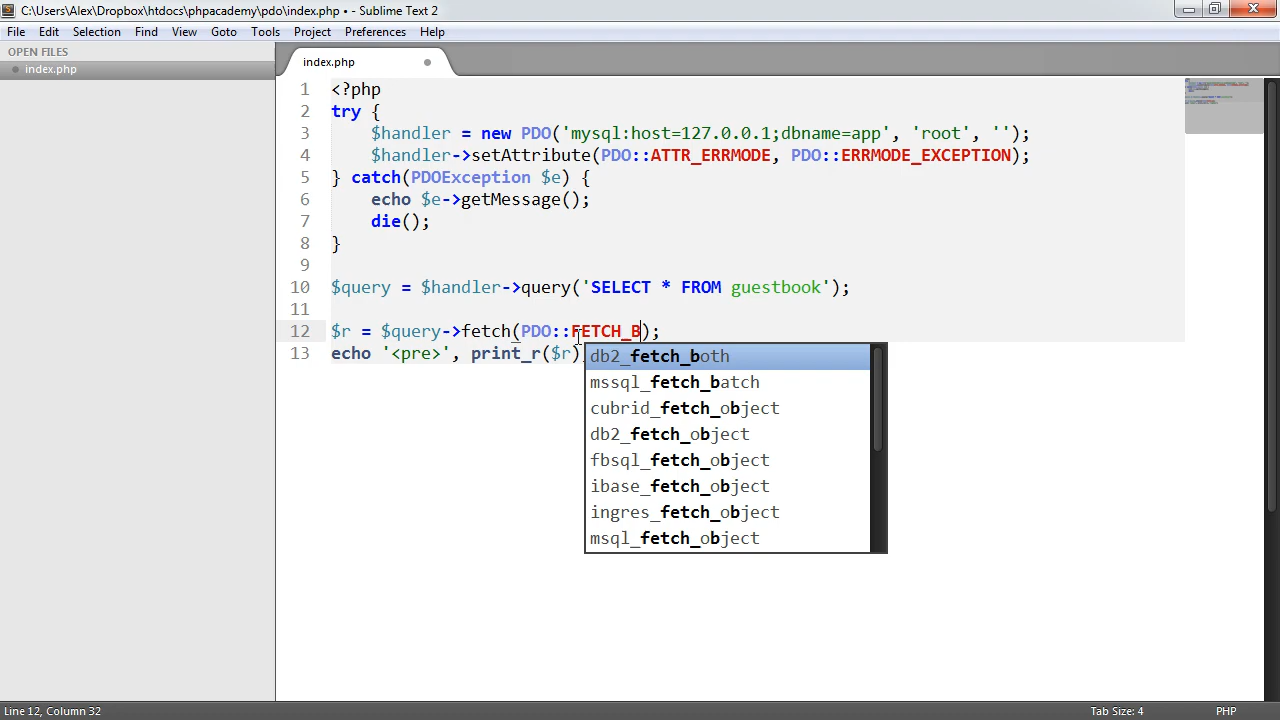 C:\Users\Alex\Dropbox\htdocs\phpacademy\pdo\index.php • - Sublime Text 2
File Edit Selection Find View Goto Tools Project Preferences Help
OPEN FILES
index.php
index.php
1 <?php
2 try {
3 $handler = new PDO('mysql:host=127.0.0.1;dbname=app', 'root', '');
4 $handler->setAttribute(PDO::ATTR_ERRMODE, PDO::ERRMODE_EXCEPTION);
5 } catch(PDOException $e) {
6 echo $e->getMessage();
7 die();
8 }
9
10 $query = $handler->query('SELECT * FROM guestbook');
11
12 $r = $query->fetch(PDO::FETCH_B);
13 echo '<pre>', print_r($r)
db2_fetch_both
mssql_fetch_batch
cubrid_fetch_object
db2_fetch_object
fbsql_fetch_object
ibase_fetch_object
ingres_fetch_object
msql_fetch_object
Line 12, Column 32
Tab Size: 4
PHP